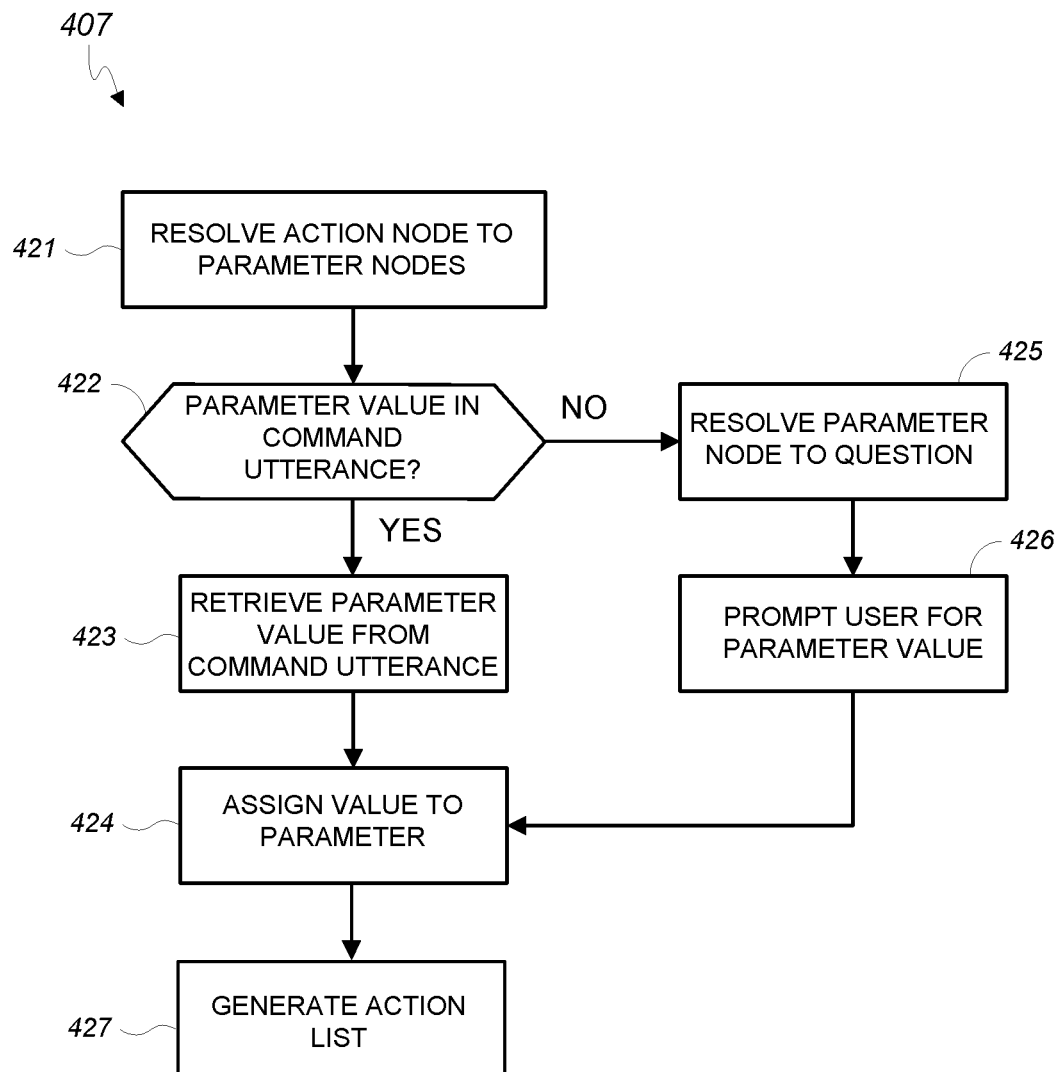 407
421
RESOLVE ACTION NODE TO
PARAMETER NODES
422
PARAMETER VALUE IN
COMMAND
UTTERANCE?
NO
425
RESOLVE PARAMETER
NODE TO QUESTION
YES
426
PROMPT USER FOR
PARAMETER VALUE
423
RETRIEVE PARAMETER
VALUE FROM
COMMAND UTTERANCE
424
ASSIGN VALUE TO
PARAMETER
427
GENERATE ACTION
LIST